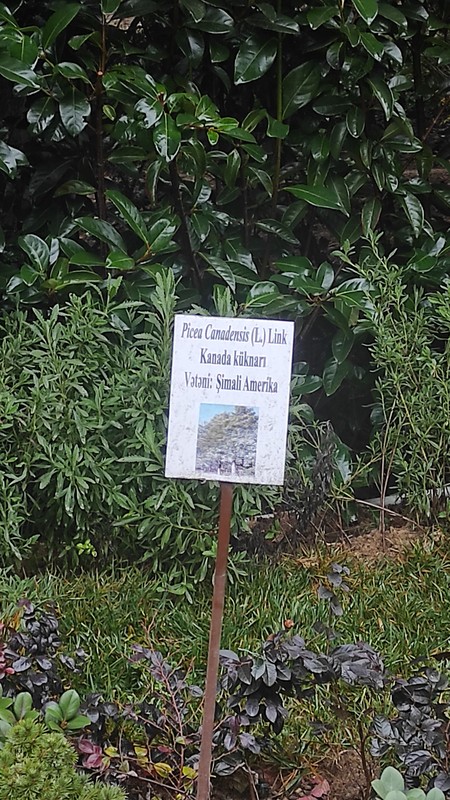 Picea Canadensis (L.) Link
Kanada küknarı
Vətəni: Şimali Amerika